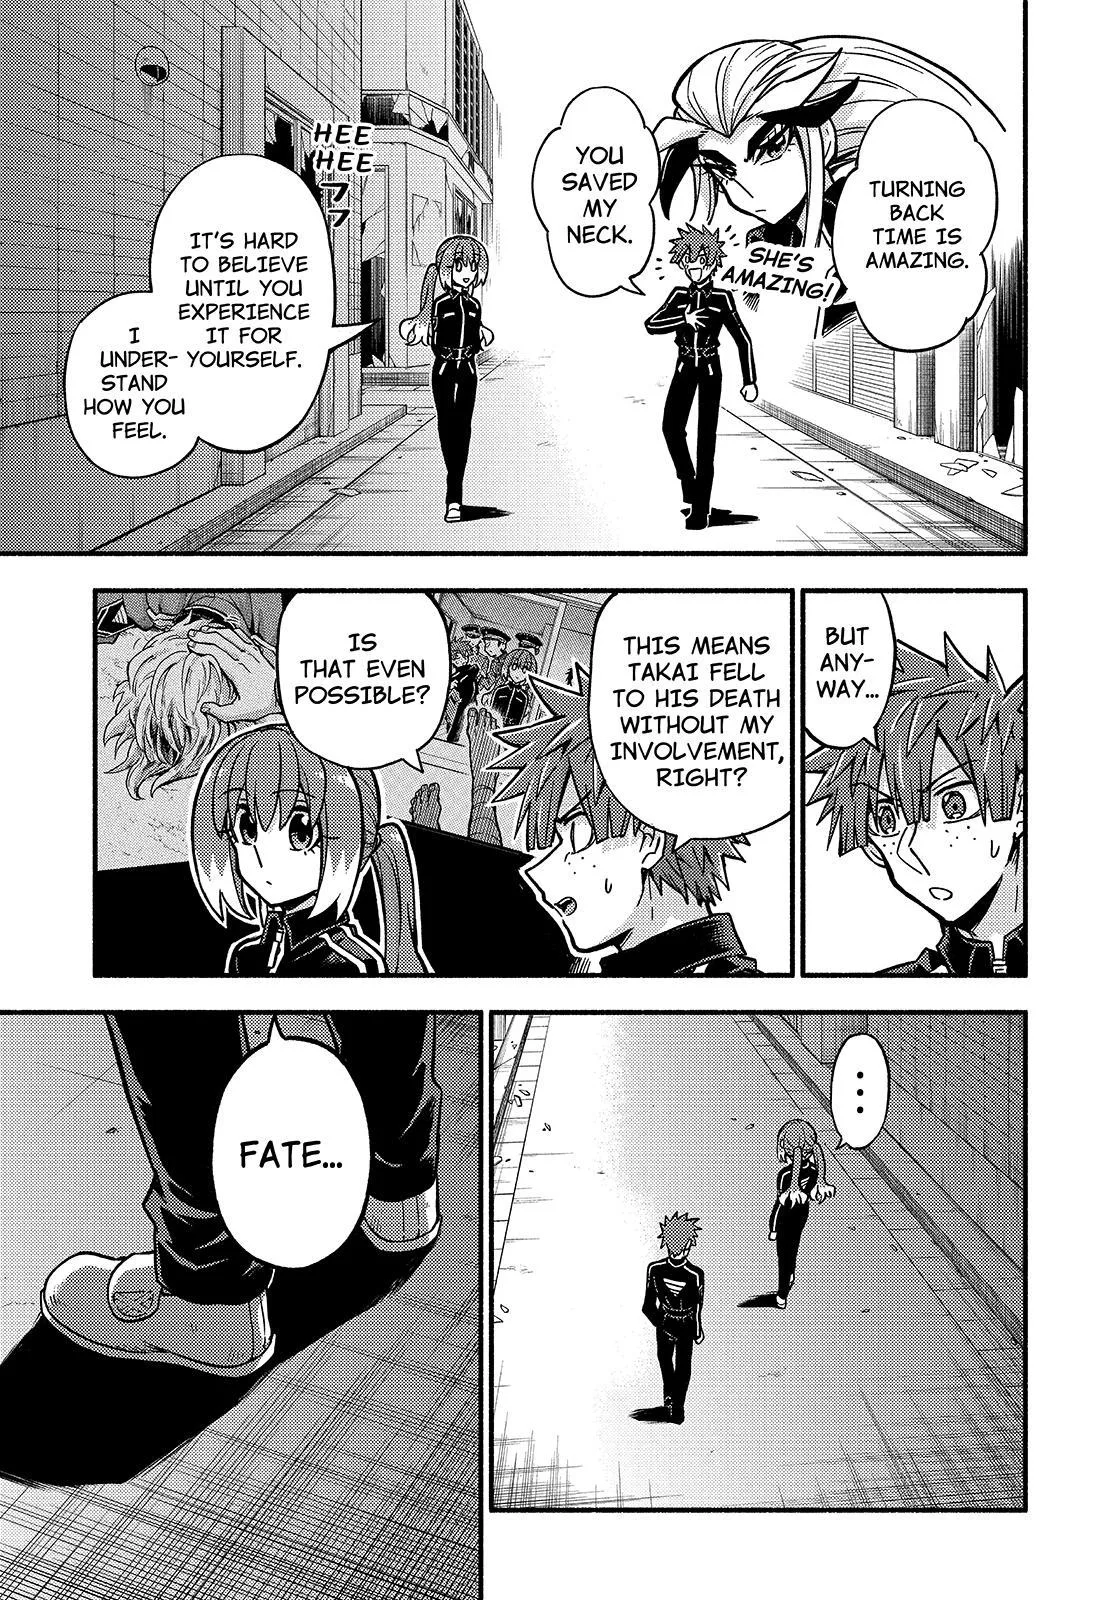 TURNING
BACK
TIME IS
AMAZING.
SHE'S
AMAZING!
YOU
SAVED
MY
NECK.
HEE
HEE
フフ
IT'S HARD
TO BELIEVE
UNTIL YOU
EXPERIENCE
IT FOR
YOURSELF.
I
UNDER-
STAND
HOW YOU
FEEL.
BUT
ANY-
WAY...
THIS MEANS
TAKAI FELL
TO HIS DEATH
WITHOUT MY
INVOLVEMENT,
RIGHT?
IS
THAT EVEN
POSSIBLE?
...
FATE...